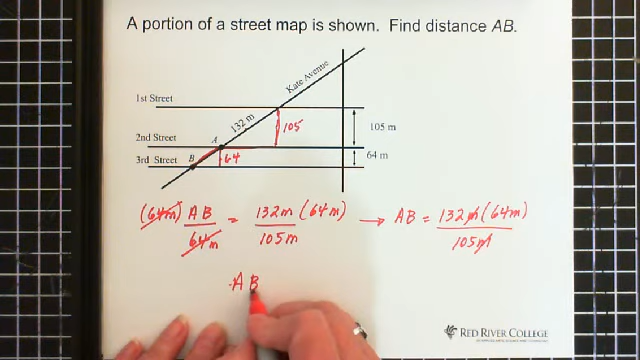 A portion of a street map is shown. Find distance AB.
Kate Avenue
1st Street
132 m
105
105 m
2nd Street
A
3rd Street
B
64
64 m
(64m) AB / 64m = 132m (64m) / 105m → AB = 132m (64m) / 105m
AB
RED RIVER COLLEGE